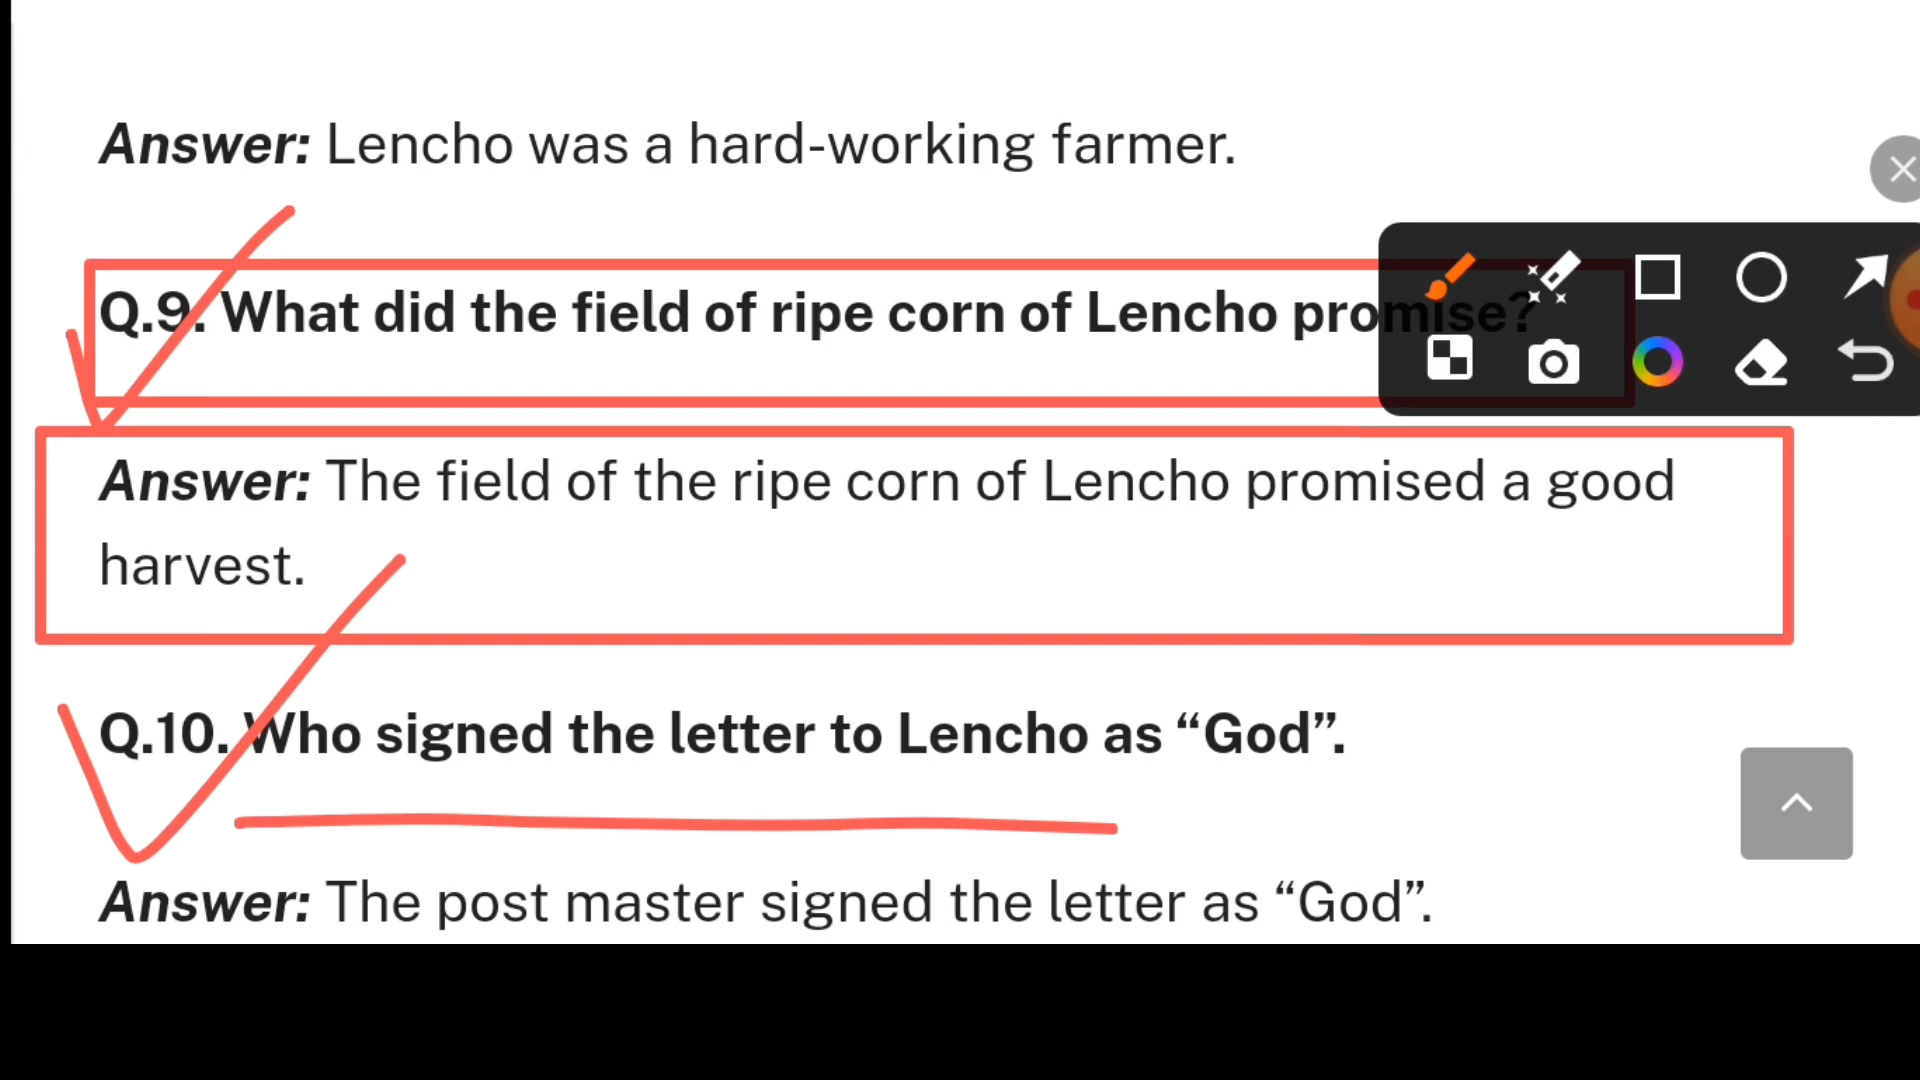 Answer: Lencho was a hard-working farmer.
Q.9. What did the field of ripe corn of Lencho promise?
Answer: The field of the ripe corn of Lencho promised a good
harvest.
Q.10. Who signed the letter to Lencho as “God”.
Answer: The post master signed the letter as “God”.